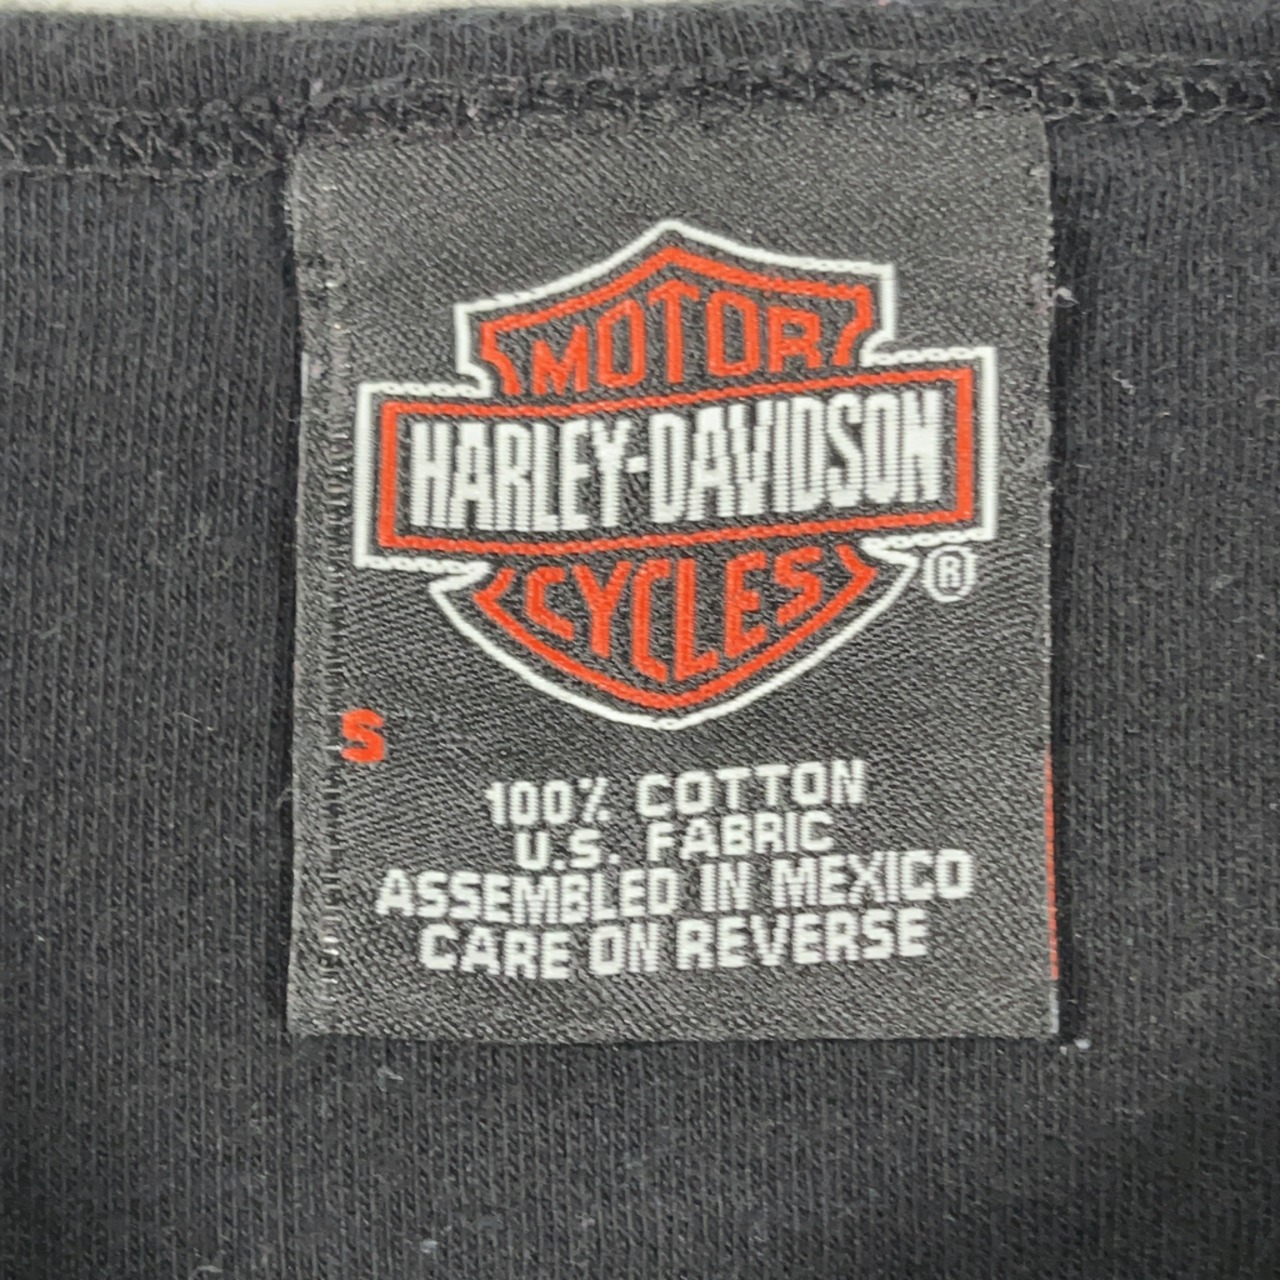 MOTOR
HARLEY-DAVIDSON
CYCLES
®
S
100% COTTON
U.S. FABRIC
ASSEMBLED IN MEXICO
CARE ON REVERSE